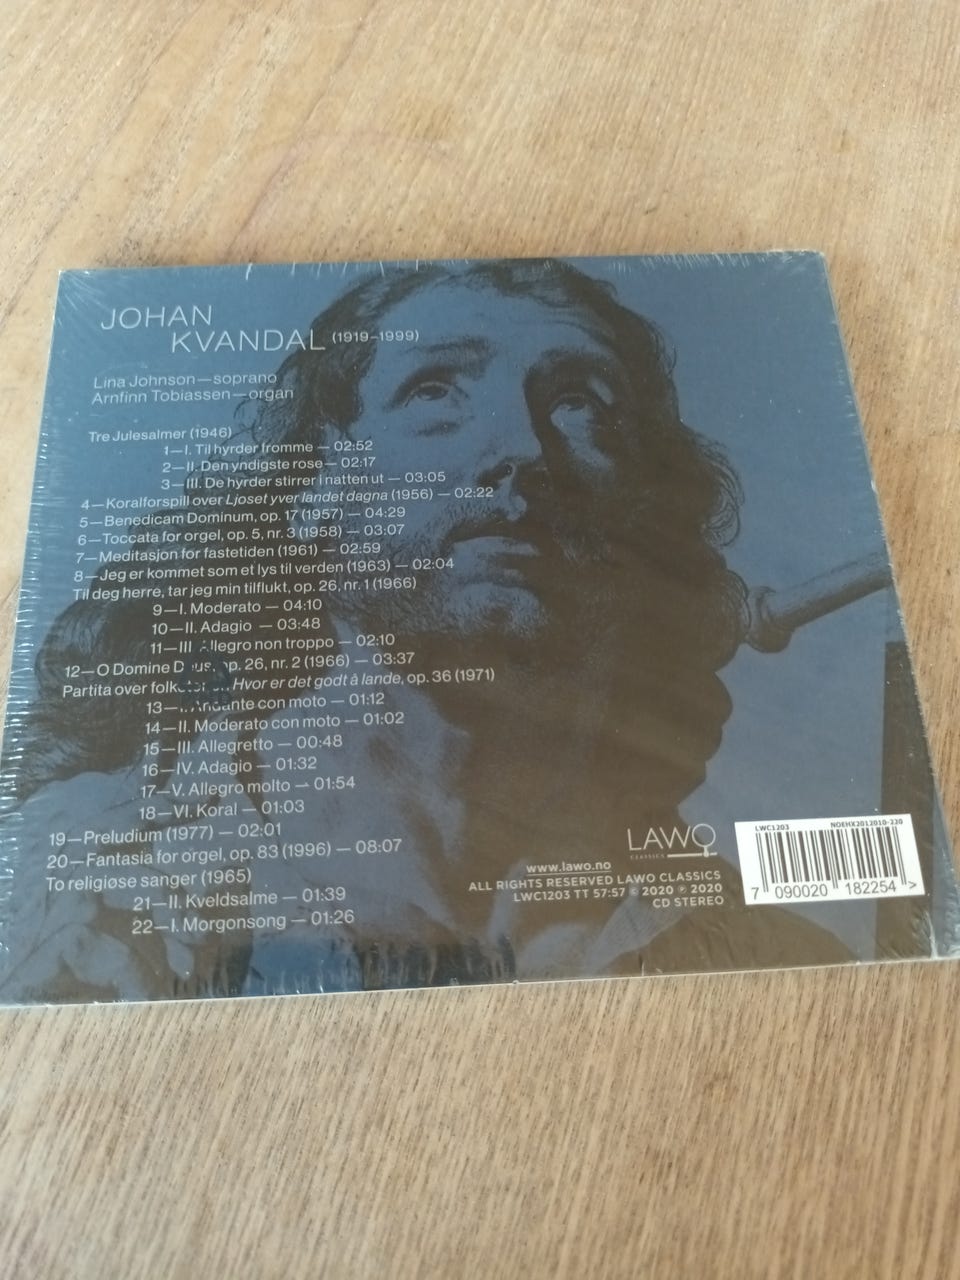 JOHAN
KVANDAL (1919–1999)
Lina Johnson—soprano
Arnfinn Tobiassen—organ
Tre Julesalmer (1946)
1—I. Til hyrder fromme — 02:52
2—II. Den yndigste rose— 02:17
3—III. De hyrder stirrer i natten ut — 03:05
4—Koralforspill over Ljoset yver landet dagna (1956) — 02:22
5—Benedicam Dominum, op. 17 (1957) — 04:29
6—Toccata for orgel, op. 5, nr. 3 (1958) — 03:07
7—Meditasjon for fastetiden (1961) — 02:59
8—Jeg er kommet som et lys til verden (1963) — 02:04
Til deg herre, tar jeg min tilflukt, op. 26, nr. 1 (1966)
9—I. Moderato — 04:10
10—II. Adagio — 03:48
11—III. Allegro non troppo — 02:10
12—O Domine Deus, op. 26, nr. 2 (1966) — 03:37
Partita over Hvor er det godt å lande, op. 36 (1971)
13—I. Andante con moto — 01:12
14—II. Moderato con moto — 01:02
15—III. Allegretto — 00:48
16—IV. Adagio — 01:32
17—V. Allegro molto — 01:54
18—VI. Koral — 01:03
19—Preludium (1977) — 02:01
20—Fantasia for orgel, op. 83 (1996) — 08:07
To religiøse sanger (1965)
21—II. Kveldsalme — 01:39
22—I. Morgonsong — 01:26
LAWO
CLASSICS
www.lawo.no
ALL RIGHTS RESERVED LAWO CLASSICS
LWC1203 TT 57:57 © 2020 ℗ 2020
CD STEREO
LWC1203 NOEHX2012010-220
7 090020 182254 >